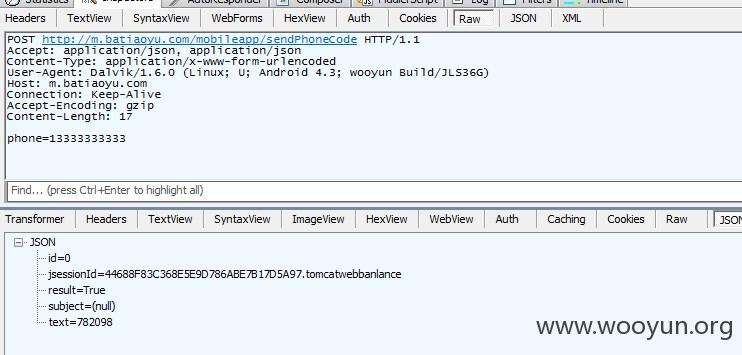 Statistics Inspectors AutoResponder Composer FiddlerScript Log Filters Timeline
Headers TextView SyntaxView WebForms HexView Auth Cookies Raw JSON XML
POST http://m.batiaoyu.com/mobileapp/sendPhoneCode HTTP/1.1
Accept: application/json, application/json
Content-Type: application/x-www-form-urlencoded
User-Agent: Dalvik/1.6.0 (Linux; U; Android 4.3; wooyun Build/JLS36G)
Host: m.batiaoyu.com
Connection: Keep-Alive
Accept-Encoding: gzip
Content-Length: 17
phone=13333333333
Find... (press Ctrl+Enter to highlight all)
Transformer Headers TextView SyntaxView ImageView HexView WebView Auth Caching Cookies Raw JSON
JSON
id=0
jsessionId=44688F83C368E5E9D786ABE7B17D5A97.tomcatwebbanlance
result=True
subject=(null)
text=782098
www.wooyun.org